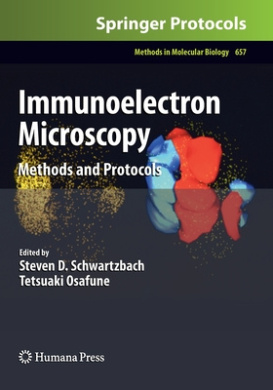 Springer Protocols
Methods in Molecular Biology 657
Immunoelectron
Microscopy
Methods and Protocols
Edited by
Steven D. Schwartzbach
Tetsuaki Osafune
Humana Press